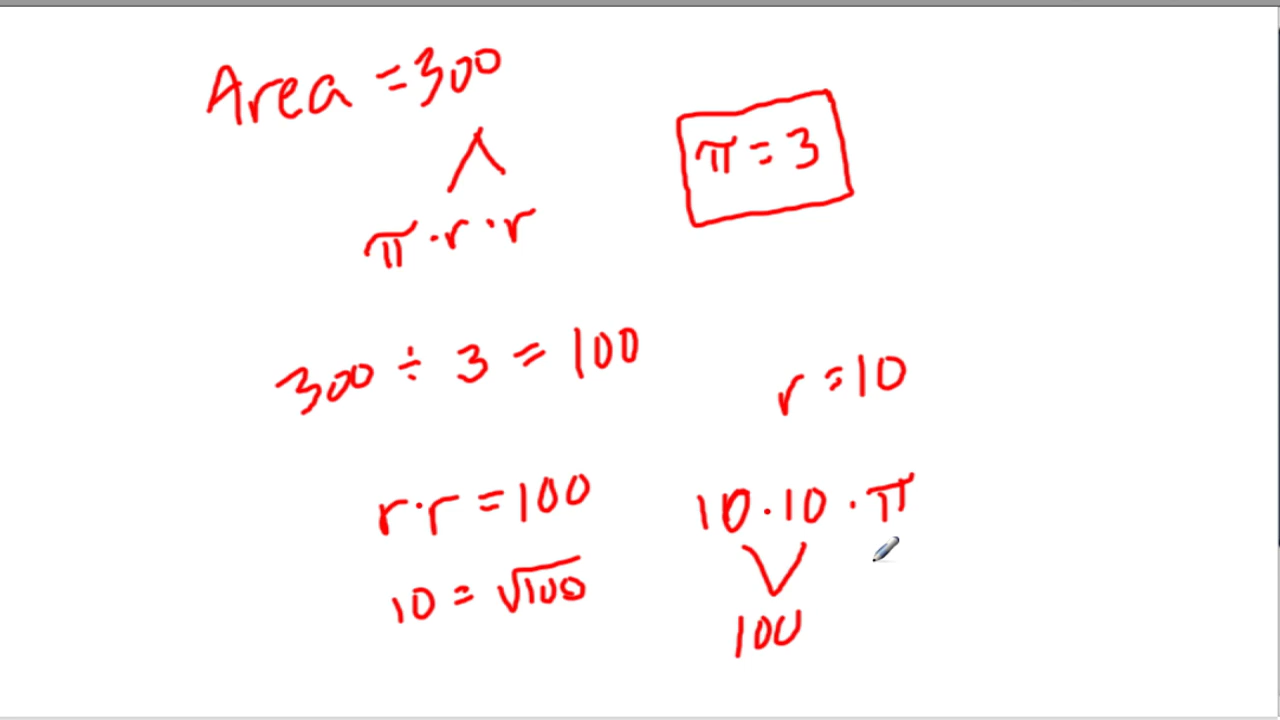 Area = 300
π = 3
π · r · r
300 ÷ 3 = 100
r = 10
r · r = 100
10 · 10 · π
10 = √100
100